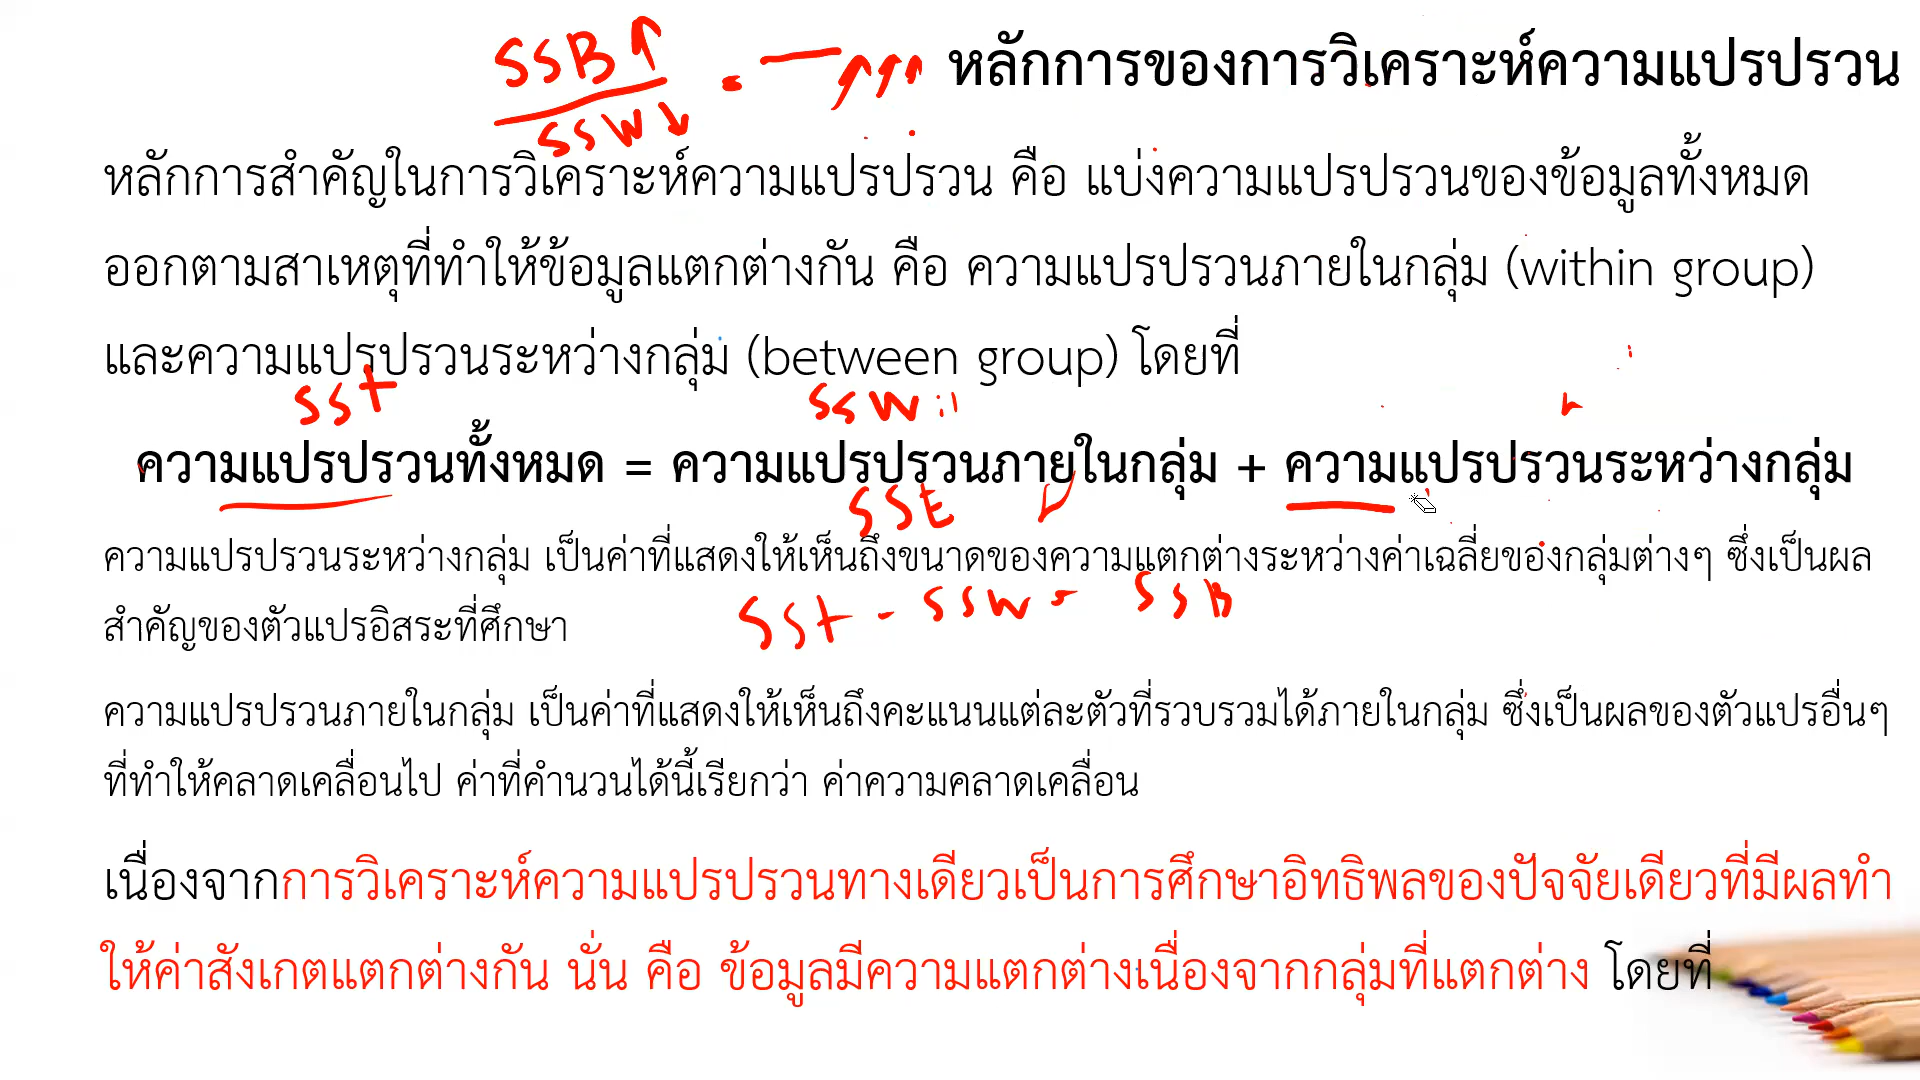 SSB↑
SSW↓
หลักการของการวิเคราะห์ความแปรปรวน
หลักการสำคัญในการวิเคราะห์ความแปรปรวน คือ แบ่งความแปรปรวนของข้อมูลทั้งหมด
ออกตามสาเหตุที่ทำให้ข้อมูลแตกต่างกัน คือ ความแปรปรวนภายในกลุ่ม (within group)
และความแปรปรวนระหว่างกลุ่ม (between group) โดยที่
SSt SSW
ความแปรปรวนทั้งหมด = ความแปรปรวนภายในกลุ่ม + ความแปรปรวนระหว่างกลุ่ม
SSE
ความแปรปรวนระหว่างกลุ่ม เป็นค่าที่แสดงให้เห็นถึงขนาดของความแตกต่างระหว่างค่าเฉลี่ยของกลุ่มต่างๆ ซึ่งเป็นผล
SSt - SSW = SSB
สำคัญของตัวแปรอิสระที่ศึกษา
ความแปรปรวนภายในกลุ่ม เป็นค่าที่แสดงให้เห็นถึงคะแนนแต่ละตัวที่รวบรวมได้ภายในกลุ่ม ซึ่งเป็นผลของตัวแปรอื่นๆ
ที่ทำให้คลาดเคลื่อนไป ค่าที่คำนวนได้นี้เรียกว่า ค่าความคลาดเคลื่อน
เนื่องจากการวิเคราะห์ความแปรปรวนทางเดียวเป็นการศึกษาอิทธิพลของปัจจัยเดียวที่มีผลทำ
ให้ค่าสังเกตแตกต่างกัน นั่น คือ ข้อมูลมีความแตกต่างเนื่องจากกลุ่มที่แตกต่าง โดยที่